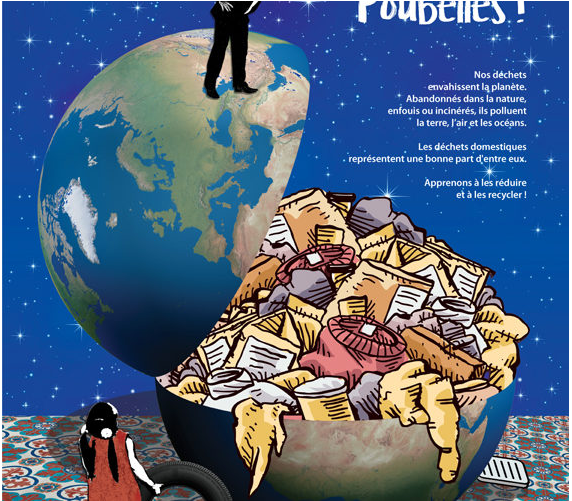 Poubelles !
Nos déchets
envahissent la planète.
Abandonnés dans la nature,
enfouis ou incinérés, ils polluent
la terre, l'air et les océans.
Les déchets domestiques
représentent une bonne part d'entre eux.
Apprenons à les réduire
et à les recycler !